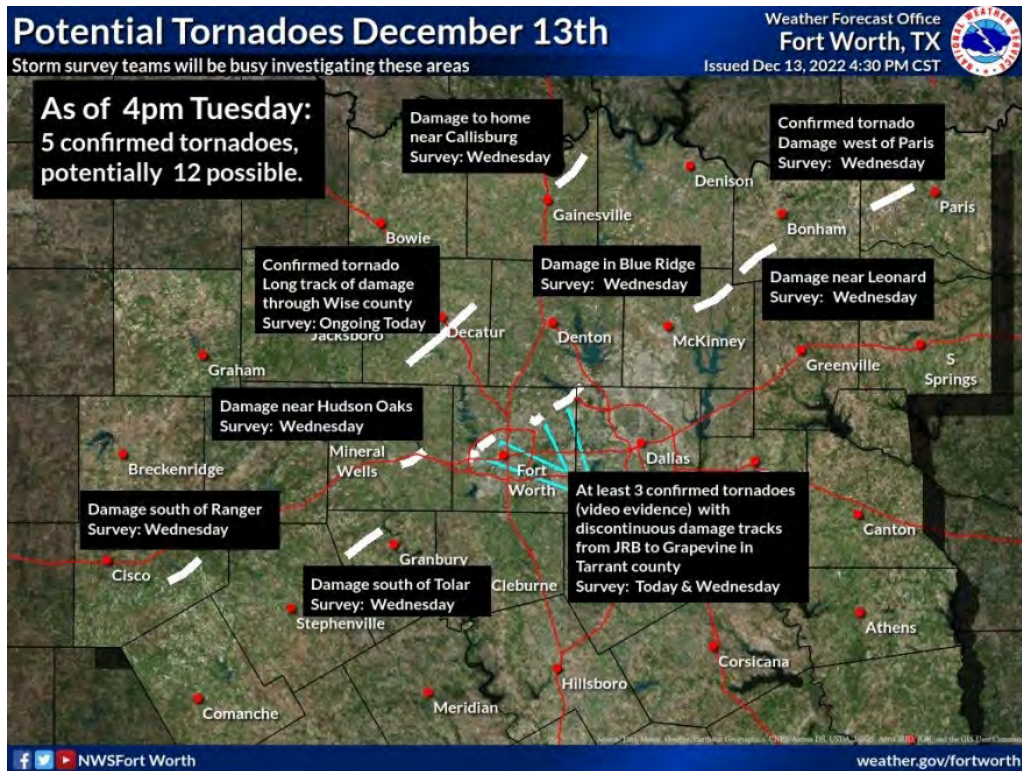 Potential Tornadoes December 13th
Storm survey teams will be busy investigating these areas
Weather Forecast Office
Fort Worth, TX
Issued Dec 13, 2022 4:30 PM CST
NATIONAL WEATHER SERVICE
As of 4pm Tuesday:
5 confirmed tornadoes,
potentially 12 possible.
Damage to home
near Callisburg
Survey: Wednesday
Confirmed tornado
Damage west of Paris
Survey: Wednesday
Denison
Paris
Gainesville
Bonham
Bowie
Confirmed tornado
Long track of damage
through Wise county
Survey: Ongoing Today
Damage in Blue Ridge
Survey: Wednesday
Damage near Leonard
Survey: Wednesday
Jacksboro
Decatur
Denton
McKinney
Greenville
S
Springs
Graham
Damage near Hudson Oaks
Survey: Wednesday
Mineral
Wells
Breckenridge
Fort
Worth
Dallas
Damage south of Ranger
Survey: Wednesday
At least 3 confirmed tornadoes
(video evidence) with
discontinuous damage tracks
from JRB to Grapevine in
Tarrant county
Survey: Today & Wednesday
Canton
Cisco
Granbury
Cleburne
Damage south of Tolar
Survey: Wednesday
Stephenville
Athens
Corsicana
Hillsboro
Meridian
Comanche
NWSFort Worth
weather.gov/fortworth